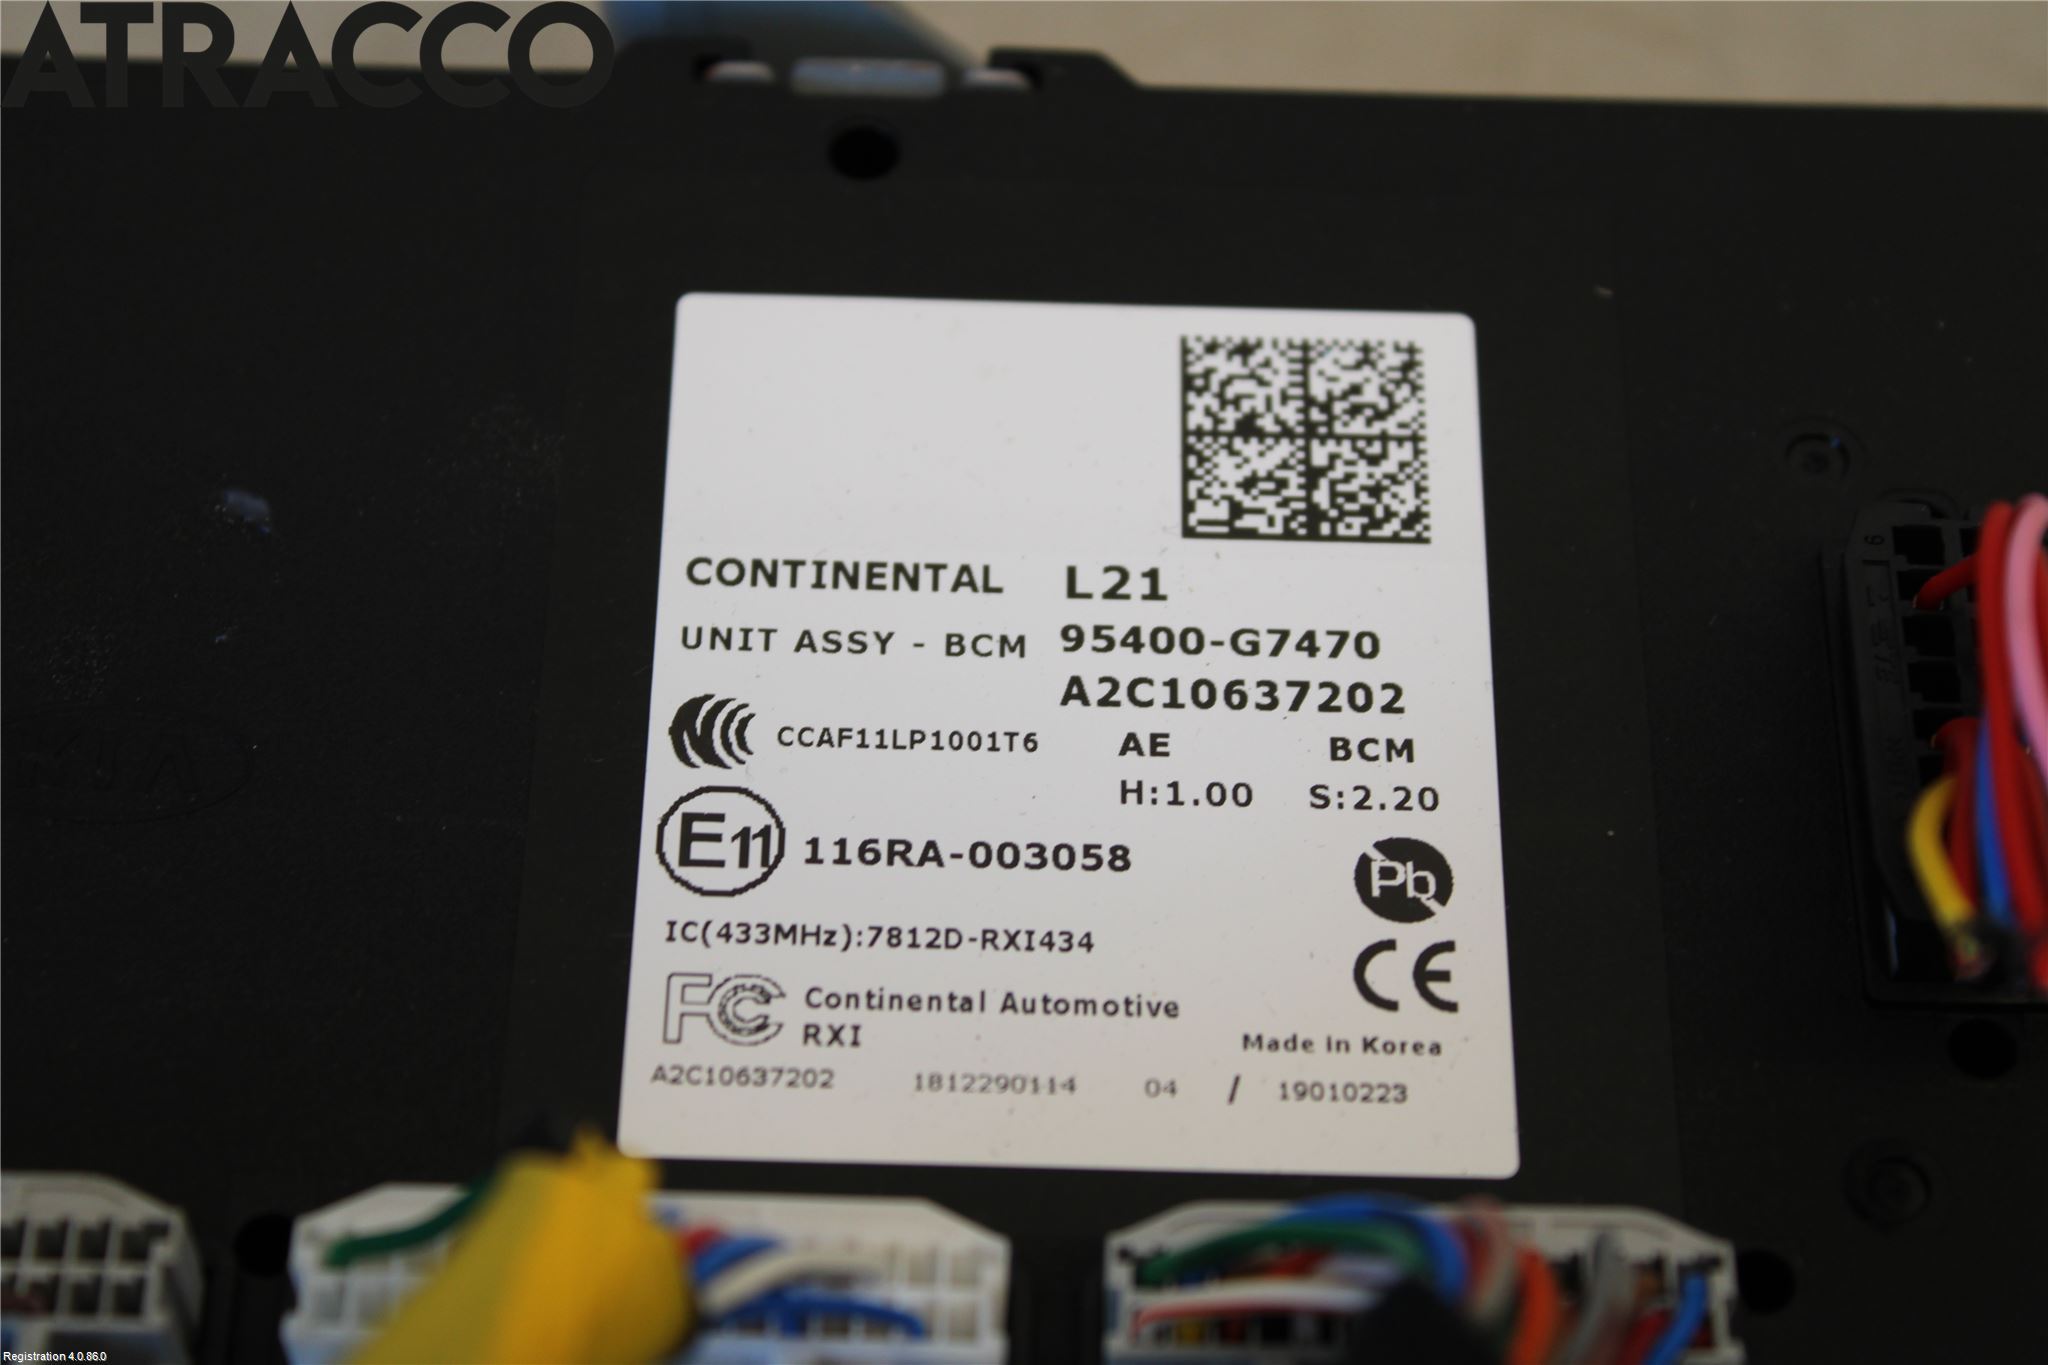 ATRACCO
CONTINENTAL L21
UNIT ASSY - BCM 95400-G7470
A2C10637202
CCAF11LP1001T6 AE BCM
H:1.00 S:2.20
E11 116RA-003058
Pb
IC(433MHz):7812D-RXI434
CE
FC Continental Automotive
RXI
Made in Korea
A2C10637202 1812290114 04 / 19010223
KIA
Registration 4.0.86.0